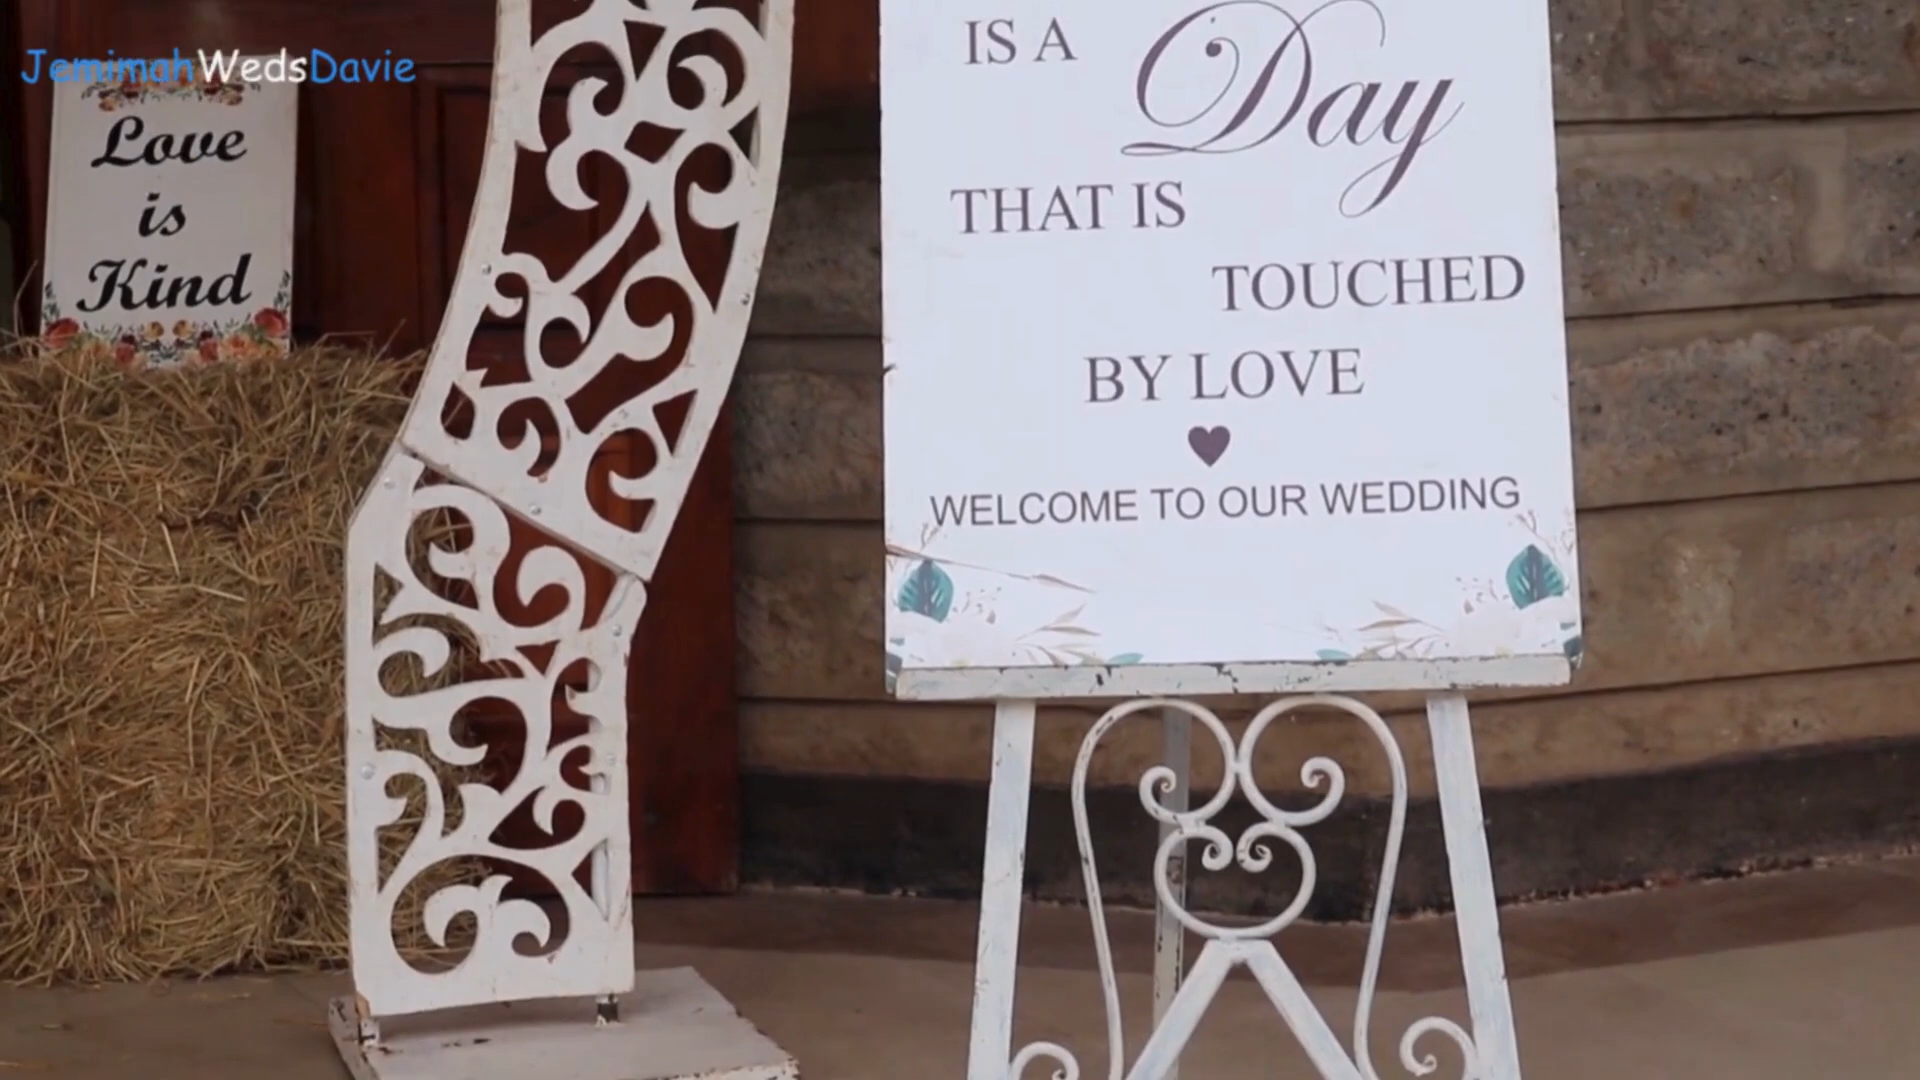 JemimahWedsDavie
Love
is
Kind
IS A Day
THAT IS
TOUCHED
BY LOVE
WELCOME TO OUR WEDDING